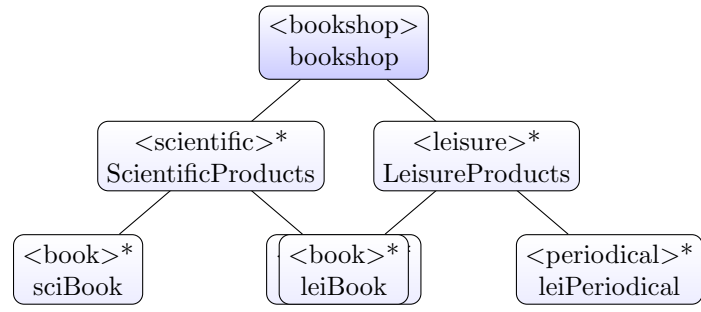 <bookshop>
bookshop
<scientific>*
ScientificProducts
<leisure>*
LeisureProducts
<book>*
sciBook
<book>*
leiBook
<periodical>*
leiPeriodical